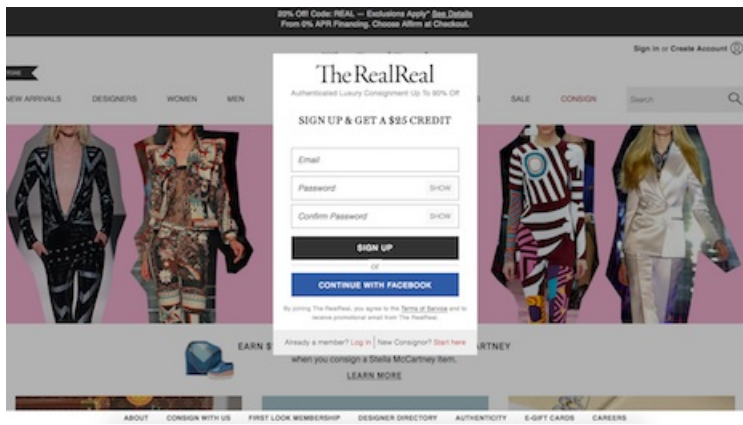 20% Off! Code: REAL — Exclusions Apply* See Details
From 0% APR Financing. Choose Affirm at Checkout.
Sign In or Create Account
NEW ARRIVALS DESIGNERS WOMEN MEN SALE CONSIGN Search
TheRealReal
Authenticated Luxury Consignment Up To 90% Off
SIGN UP & GET A $25 CREDIT
Email
Password SHOW
Confirm Password SHOW
SIGN UP
or
CONTINUE WITH FACEBOOK
By joining The RealReal, you agree to the Terms of Service and to
receive promotional email from The RealReal.
Already a member? Log in New Consignor? Start here
EARN
when you consign a Stella McCartney item.
LEARN MORE
ABOUT CONSIGN WITH US FIRST LOOK MEMBERSHIP DESIGNER DIRECTORY AUTHENTICITY E-GIFT CARDS CAREERS